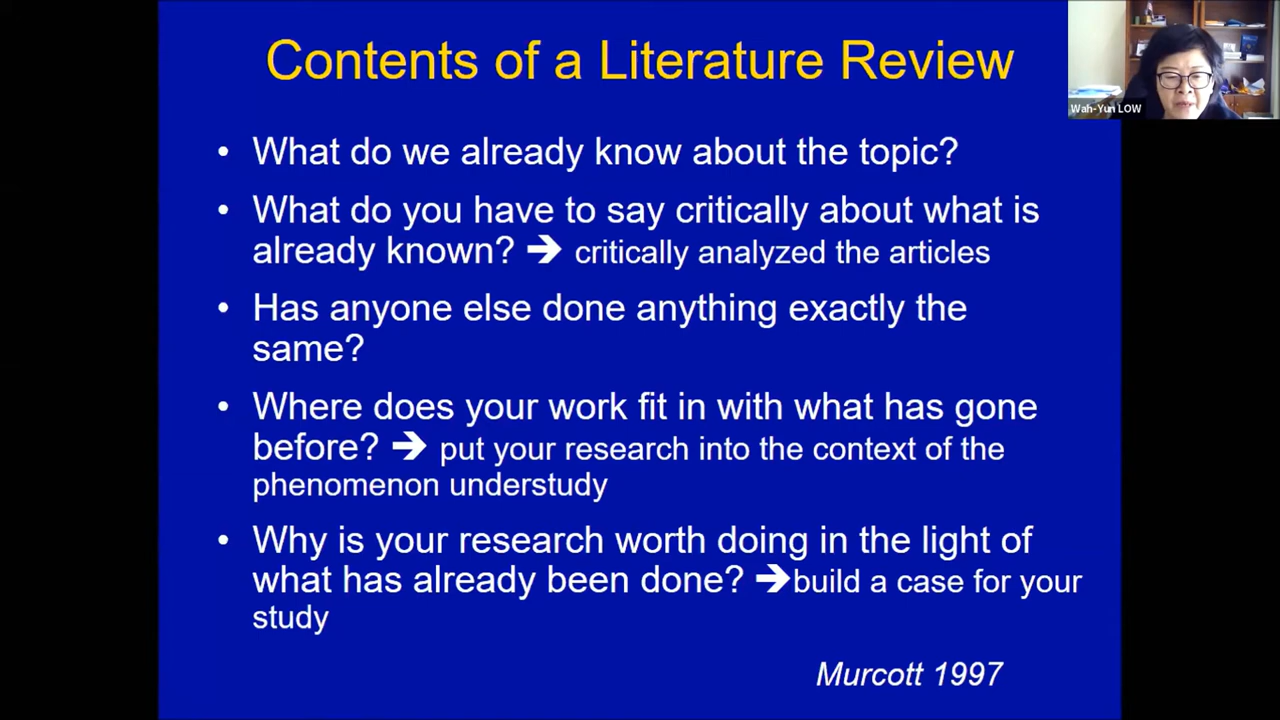 Contents of a Literature Review
• What do we already know about the topic?
• What do you have to say critically about what is
already known? ➔ critically analyzed the articles
• Has anyone else done anything exactly the
same?
• Where does your work fit in with what has gone
before? ➔ put your research into the context of the
phenomenon understudy
• Why is your research worth doing in the light of
what has already been done? ➔build a case for your
study
Murcott 1997
Wah-Yun LOW